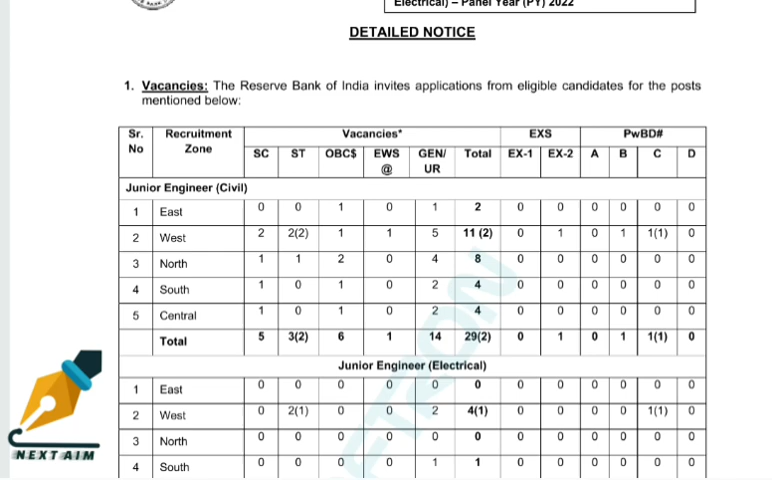 Electrical) – Panel Year (PY) 2022
DETAILED NOTICE
1. Vacancies: The Reserve Bank of India invites applications from eligible candidates for the posts
mentioned below:
Sr. No Recruitment Zone Vacancies* EXS PwBD#
SC ST OBC$ EWS @ GEN/ UR Total EX-1 EX-2 A B C D
Junior Engineer (Civil)
1 East 0 0 1 0 1 2 0 0 0 0 0 0
2 West 2 2(2) 1 1 5 11 (2) 0 1 0 1 1(1) 0
3 North 1 1 2 0 4 8 0 0 0 0 0 0
4 South 1 0 1 0 2 4 0 0 0 0 0 0
5 Central 1 0 1 0 2 4 0 0 0 0 0 0
Total 5 3(2) 6 1 14 29(2) 0 1 0 1 1(1) 0
Junior Engineer (Electrical)
1 East 0 0 0 0 0 0 0 0 0 0 0 0
2 West 0 2(1) 0 0 2 4(1) 0 0 0 0 1(1) 0
3 North 0 0 0 0 0 0 0 0 0 0 0 0
4 South 0 0 0 0 1 1 0 0 0 0 0 0
NEXT AIM